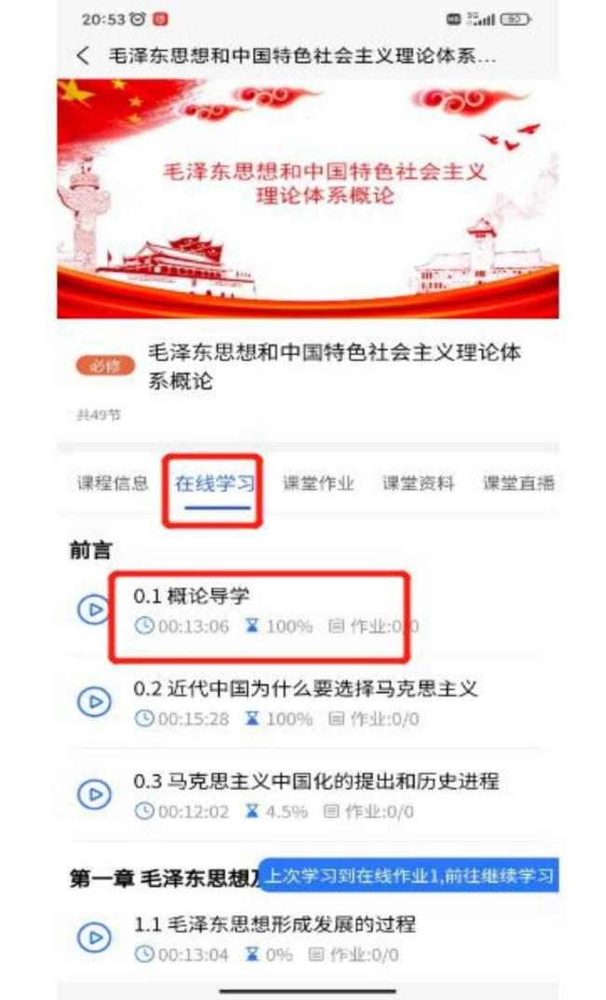 20:53
HD 5G 50
毛泽东思想和中国特色社会主义理论体系...
毛泽东思想和中国特色社会主义
理论体系概论
必修
毛泽东思想和中国特色社会主义理论体
系概论
共49节
课程信息 在线学习 课堂作业 课堂资料 课堂直播
前言
0.1 概论导学
00:13:06 100% 作业:0/0
0.2 近代中国为什么要选择马克思主义
00:15:28 100% 作业:0/0
0.3 马克思主义中国化的提出和历史进程
00:12:02 4.5% 作业:0/0
第一章 毛泽东思想及
上次学习到在线作业1,前往继续学习
1.1 毛泽东思想形成发展的过程
00:13:04 0% 作业:0/0